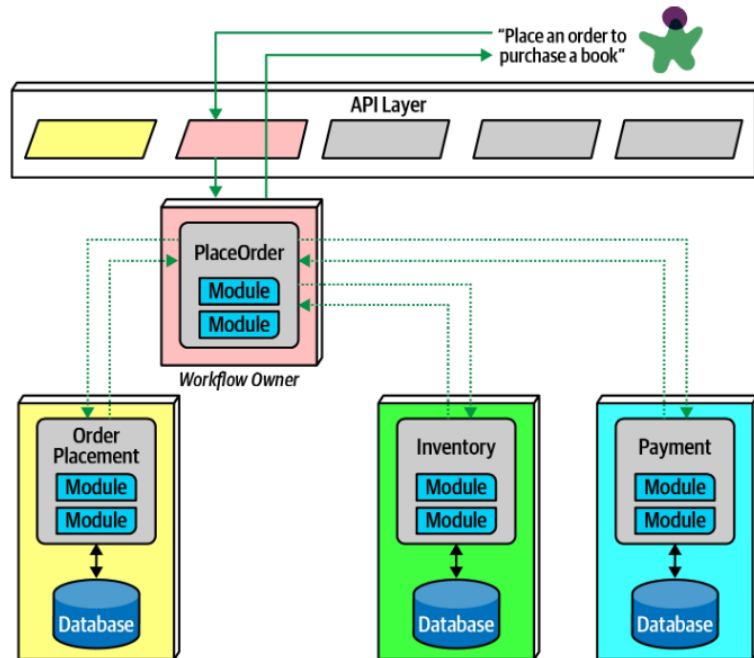 “Place an order to
purchase a book”
API Layer
PlaceOrder
Module
Module
Workflow Owner
Order
Placement
Module
Module
Database
Inventory
Module
Module
Database
Payment
Module
Module
Database